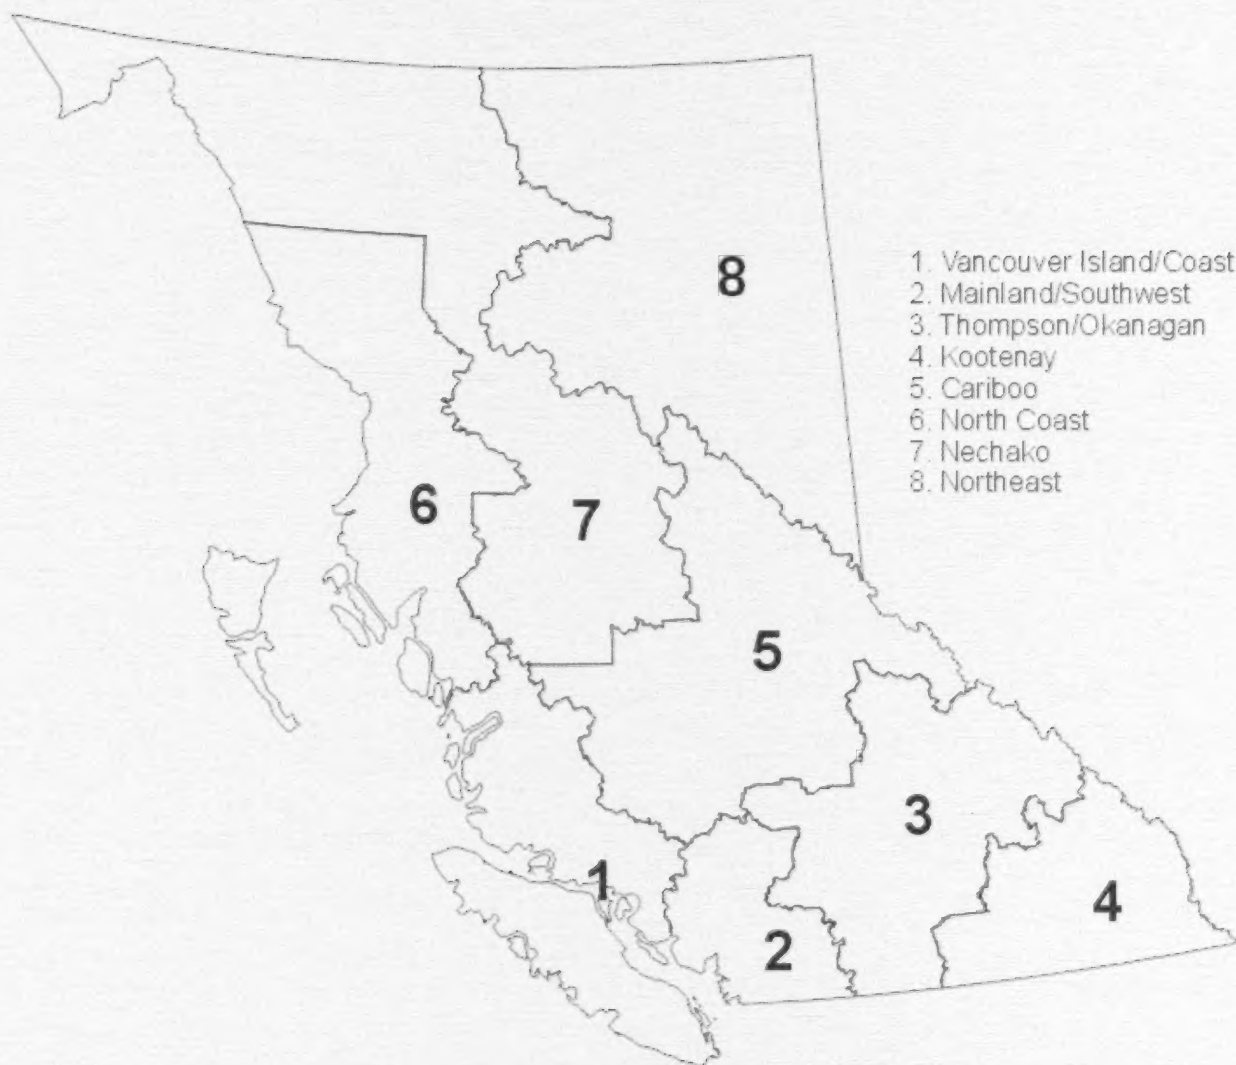 8
1. Vancouver Island/Coast
2. Mainland/Southwest
3. Thompson/Okanagan
4. Kootenay
5. Cariboo
6. North Coast
7. Nechako
8. Northeast
6
7
5
3
1
4
2